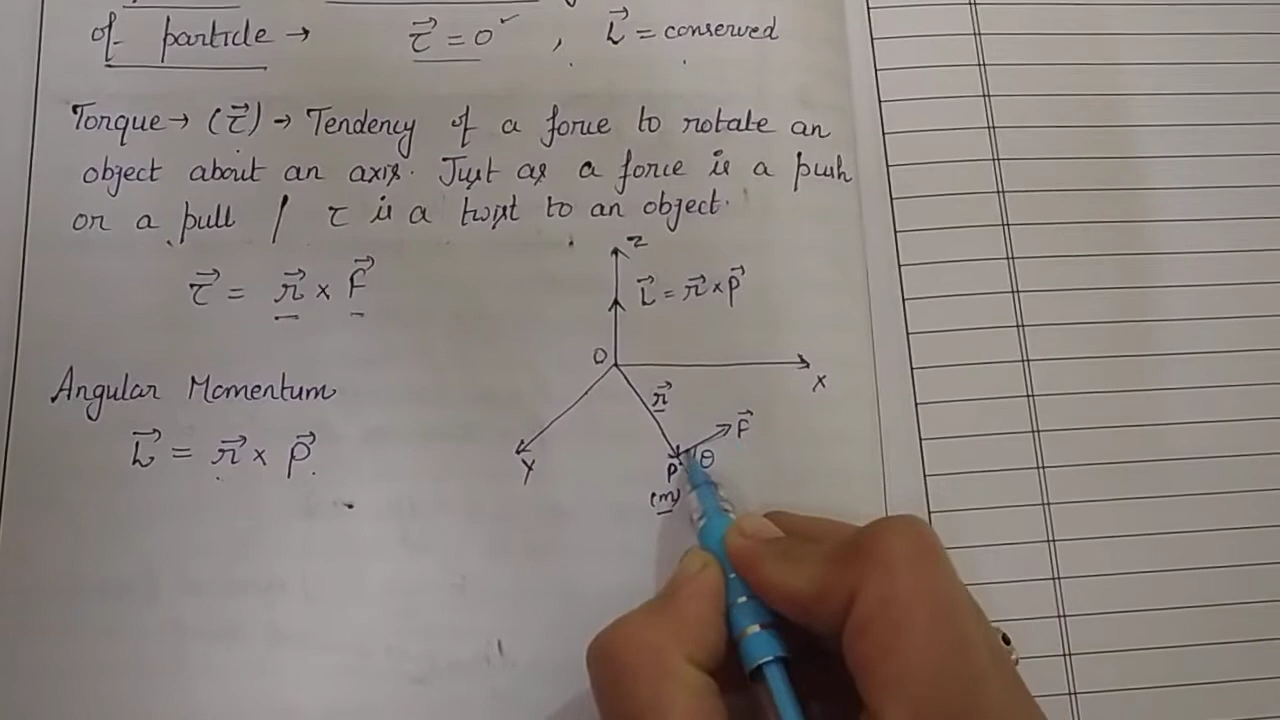 of particle → τ⃗ = 0 ✓ , L⃗ = conserved
Torque → (τ⃗) → Tendency of a force to rotate an
object about an axis. Just as a force is a push
or a pull / τ is a twist to an object.
τ⃗ = r⃗ × F⃗
Z
L⃗ = r⃗ × P⃗
O
X
Angular Momentum
r⃗
L⃗ = r⃗ × P⃗
F⃗
Y
P
θ
(m)